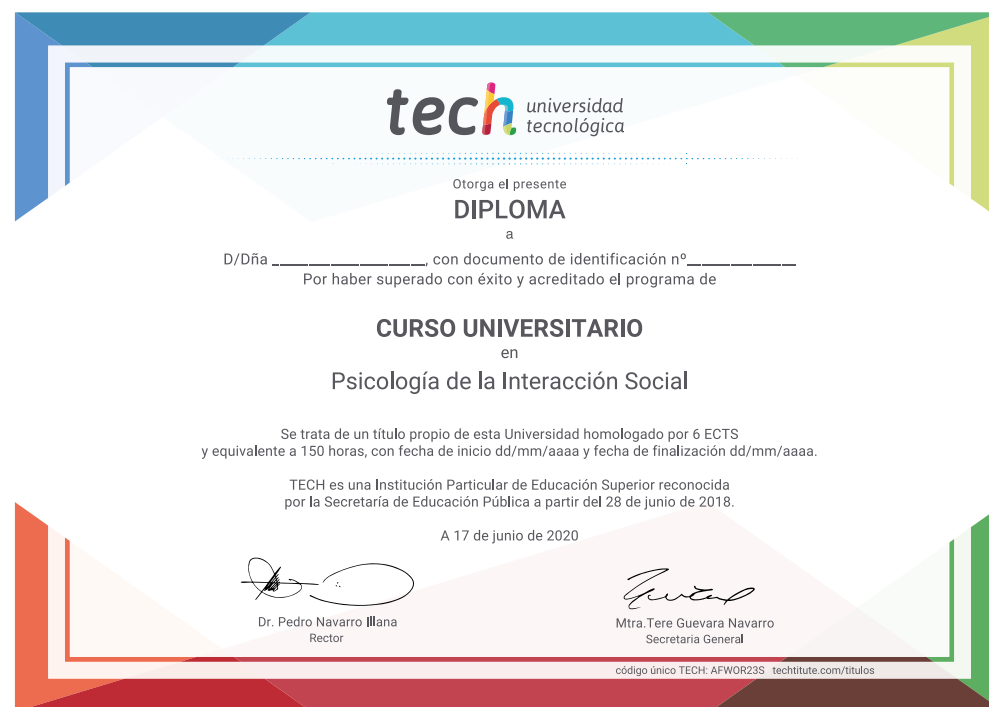 tech universidad
tecnológica
Otorga el presente
DIPLOMA
a
D/Dña ____________________, con documento de identificación nº______________
Por haber superado con éxito y acreditado el programa de
CURSO UNIVERSITARIO
en
Psicología de la Interacción Social
Se trata de un título propio de esta Universidad homologado por 6 ECTS
y equivalente a 150 horas, con fecha de inicio dd/mm/aaaa y fecha de finalización dd/mm/aaaa.
TECH es una Institución Particular de Educación Superior reconocida
por la Secretaría de Educación Pública a partir del 28 de junio de 2018.
A 17 de junio de 2020
Dr. Pedro Navarro Illana
Rector
Mtra.Tere Guevara Navarro
Secretaria General
código único TECH: AFWOR23S techtitute.com/titulos